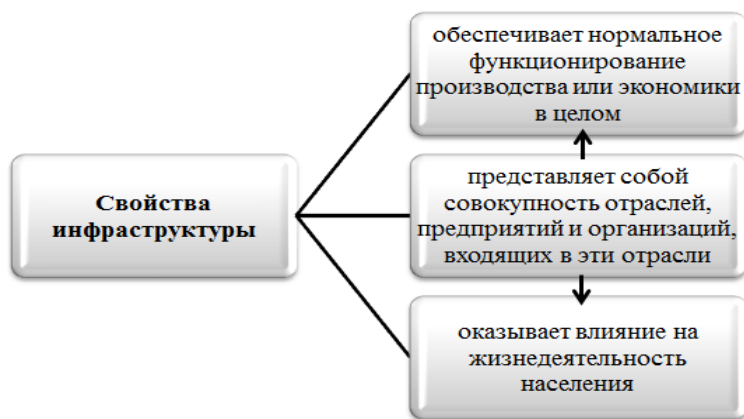 обеспечивает нормальное
функционирование
производства или экономики
в целом
Свойства
инфраструктуры
представляет собой
совокупность отраслей,
предприятий и организаций,
входящих в эти отрасли
оказывает влияние на
жизнедеятельность
населения